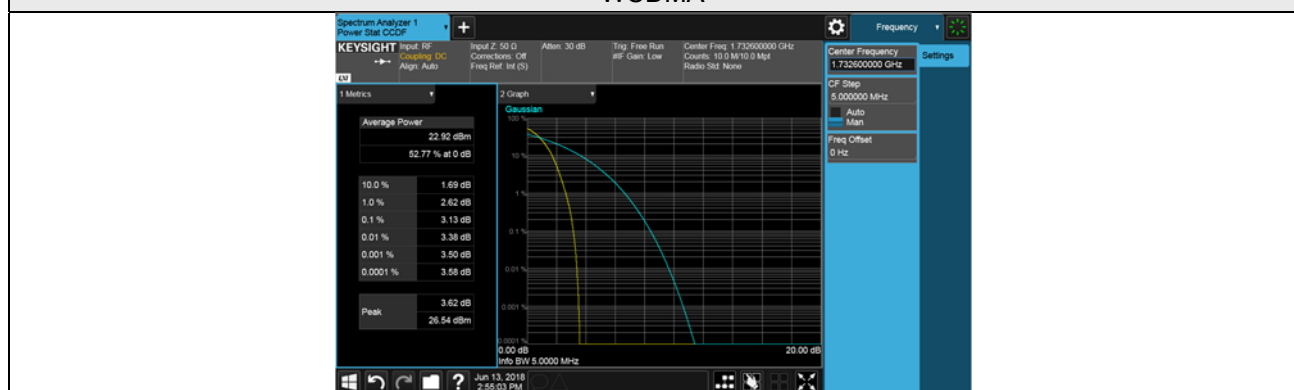 WCDMA
Spectrum Analyzer 1
Power Stat CCDF
+
Frequency
KEYSIGHT
Input: RF
Coupling: DC
Align: Auto
Input Z: 50 Ω
Corrections: Off
Freq Ref: Int (S)
Atten: 30 dB
Trig: Free Run
#IF Gain: Low
Center Freq: 1.732600000 GHz
Counts: 10.0 M/10.0 Mpt
Radio Std: None
LXI
Center Frequency
1.732600000 GHz
Settings
CF Step
5.000000 MHz
Auto
Man
Freq Offset
0 Hz
1 Metrics
Average Power
22.92 dBm
52.77 % at 0 dB
10.0 % 1.69 dB
1.0 % 2.62 dB
0.1 % 3.13 dB
0.01 % 3.38 dB
0.001 % 3.50 dB
0.0001 % 3.58 dB
Peak
3.62 dB
26.54 dBm
2 Graph
Gaussian
100 %
10 %
1 %
0.1 %
0.01 %
0.001 %
0.0001 %
0.00 dB 20.00 dB
Info BW 5.0000 MHz
?
Jun 13, 2018
2:55:03 PM